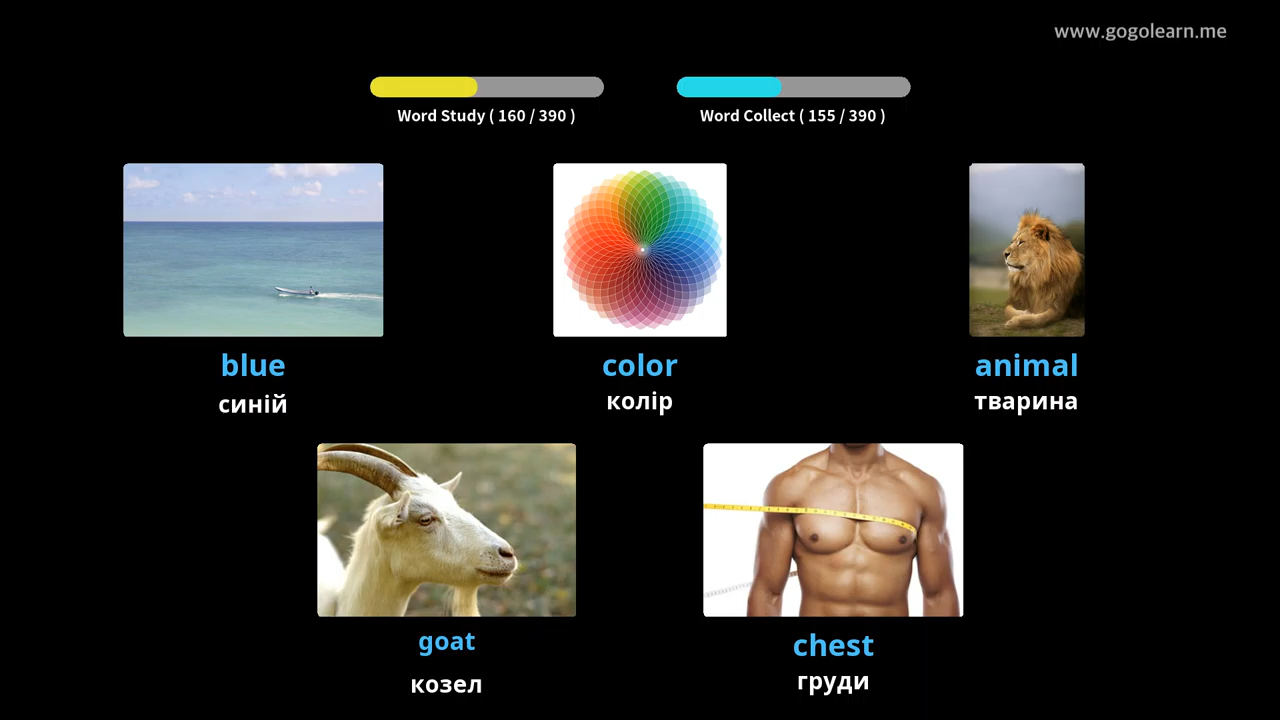 www.gogolearn.me
Word Study ( 160 / 390 )
Word Collect ( 155 / 390 )
blue
синій
color
колір
animal
тварина
goat
козел
chest
груди